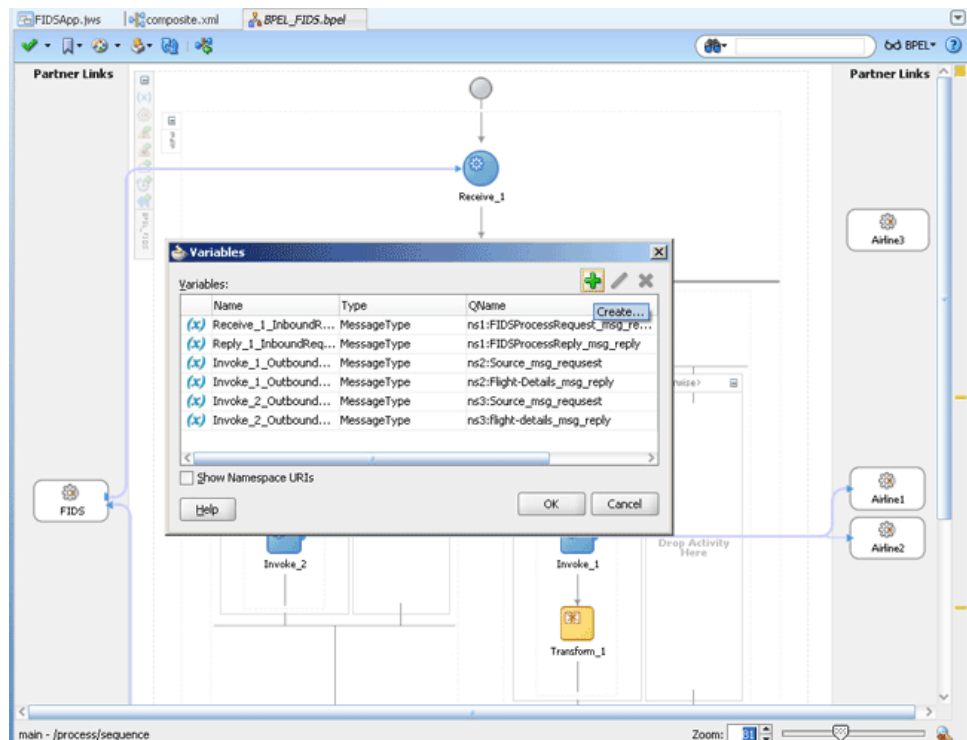 FIDSApp.jws composite.xml BPEL_FIDS.bpel
BPEL
Partner Links
Partner Links
Receive_1
Airline3
Variables
Variables:
Name Type QName
Create...
(x) Receive_1_InboundR... MessageType ns1:FIDSProcessRequest_msg_re...
(x) Reply_1_InboundReq... MessageType ns1:FIDSProcessReply_msg_reply
(x) Invoke_1_Outbound... MessageType ns2:Source_msg_requsest
(x) Invoke_1_Outbound... MessageType ns2:Flight-Details_msg_reply
(x) Invoke_2_Outbound... MessageType ns3:Source_msg_requsest
(x) Invoke_2_Outbound... MessageType ns3:flight-details_msg_reply
Show Namespace URIs
Help OK Cancel
FIDS
Airline1
Airline2
Drop Activity
Here
Invoke_2
Invoke_1
Transform_1
main - /process/sequence
Zoom: 31